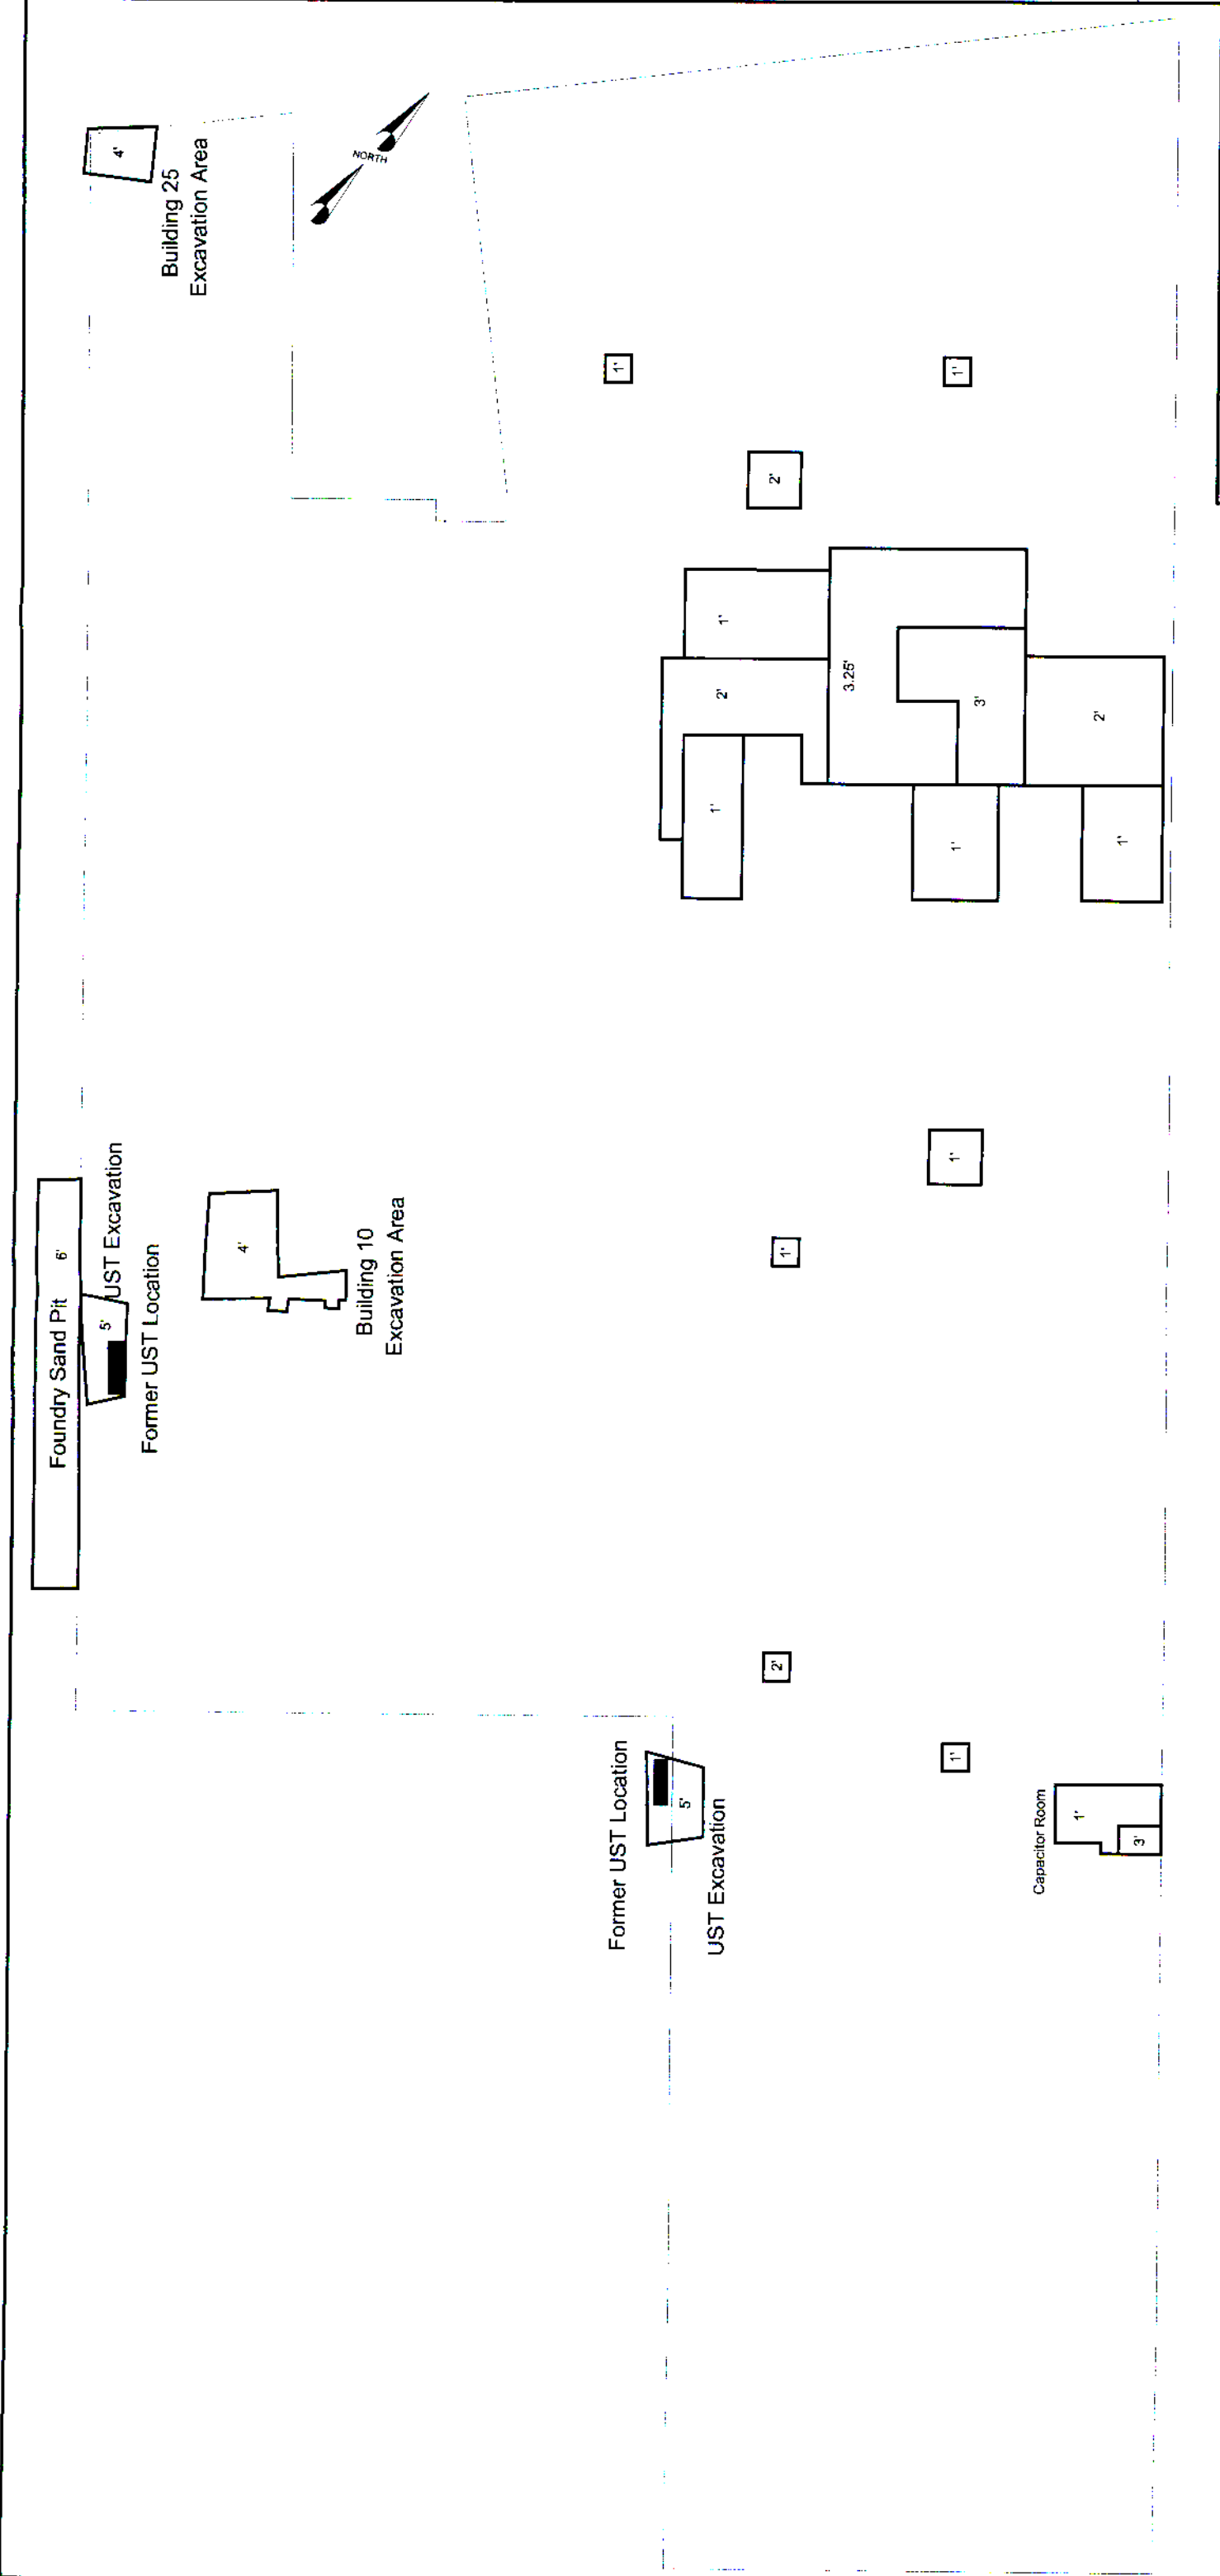 4'
Building 25
Excavation Area
NORTH
1'
1'
2'
1'
2'
3.25'
3'
2'
1'
1'
1'
Foundry Sand Pit
6'
5'
UST Excavation
Former UST Location
4'
Building 10
Excavation Area
1'
1'
2'
1'
Former UST Location
5'
UST Excavation
Capacitor Room
1'
3'